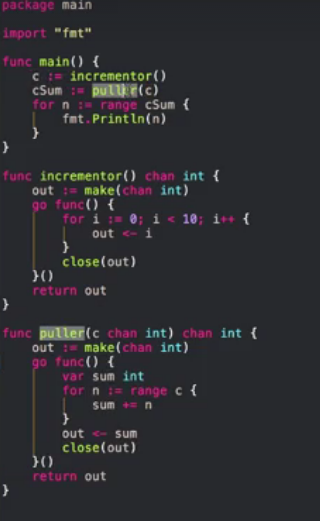 package main
import "fmt"
func main() {
    c := incrementor()
    cSum := puller(c)
    for n := range cSum {
        fmt.Println(n)
    }
}
func incrementor() chan int {
    out := make(chan int)
    go func() {
        for i := 0; i < 10; i++ {
            out <- i
        }
        close(out)
    }()
    return out
}
func puller(c chan int) chan int {
    out := make(chan int)
    go func() {
        var sum int
        for n := range c {
            sum += n
        }
        out <- sum
        close(out)
    }()
    return out
}